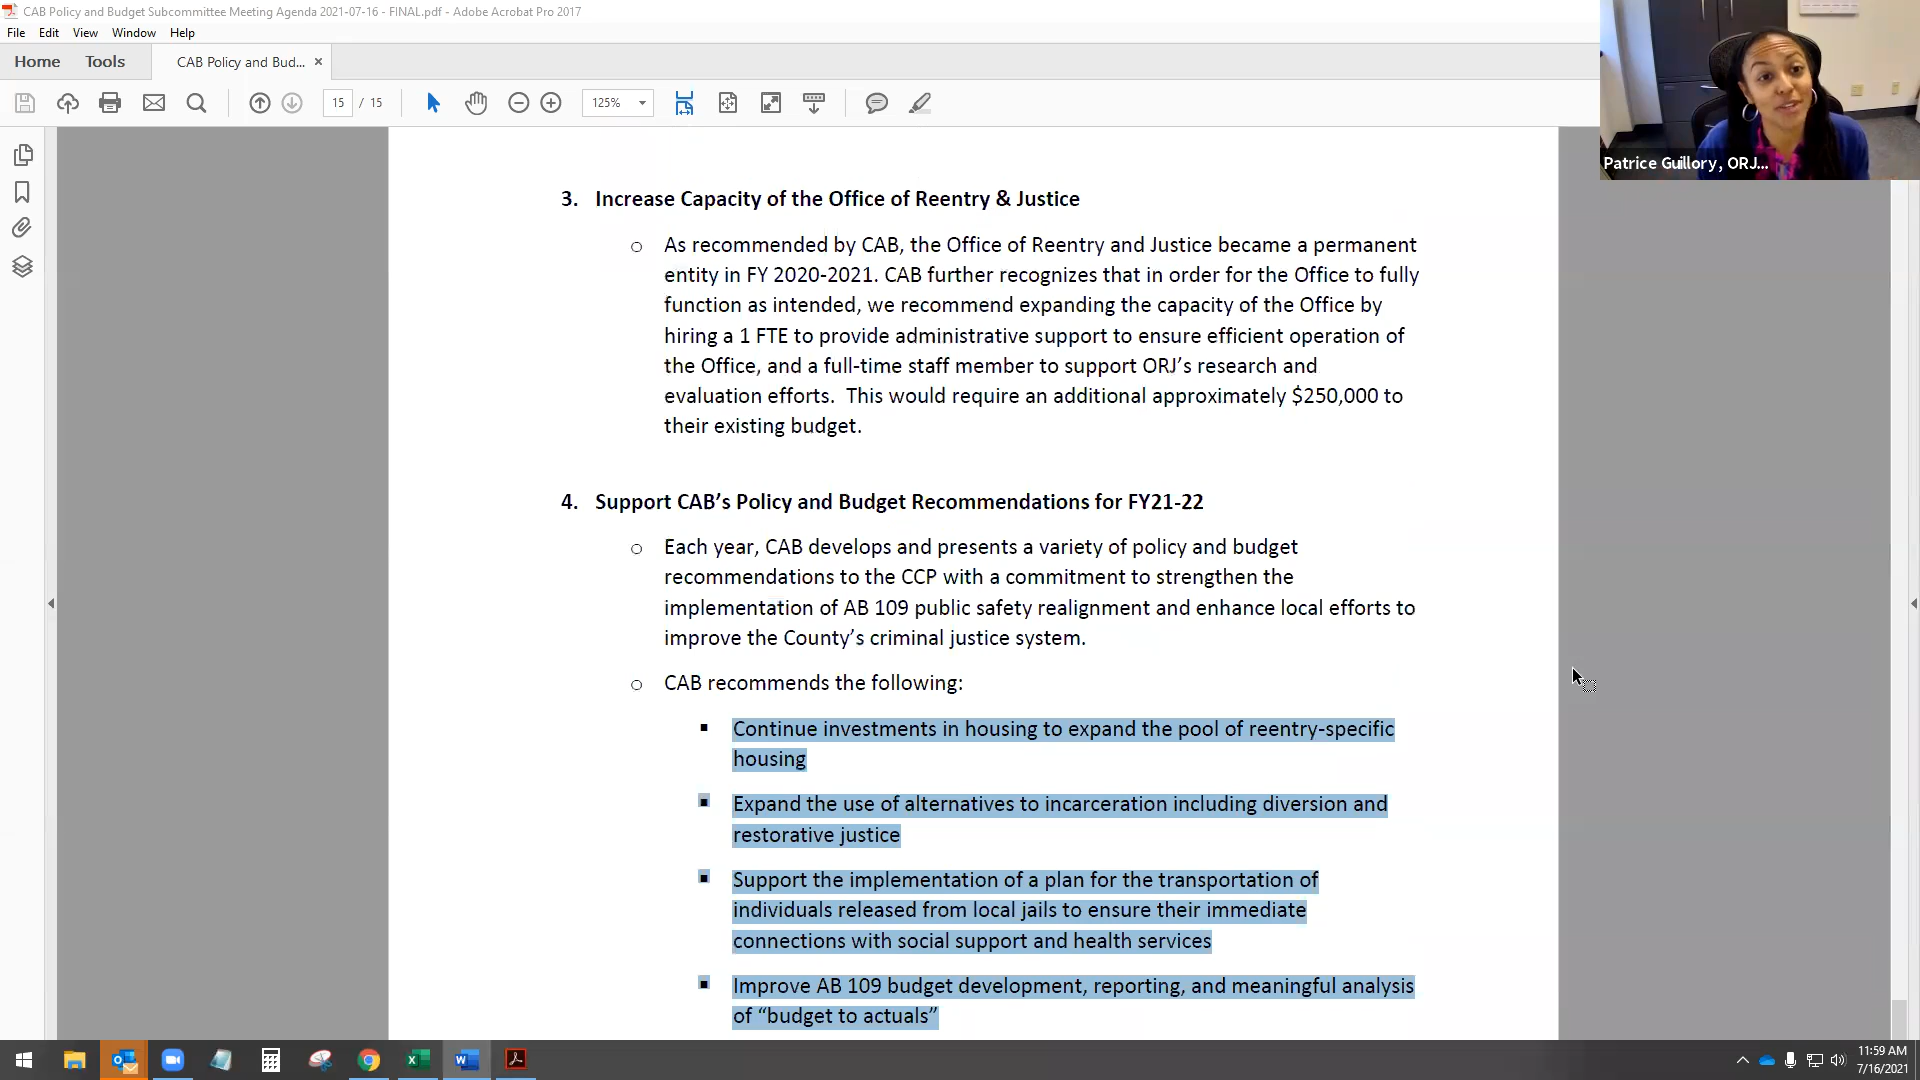 CAB Policy and Budget Subcommittee Meeting Agenda 2021-07-16 - FINAL.pdf - Adobe Acrobat Pro 2017
File Edit View Window Help
Home Tools CAB Policy and Bud... ×
15 / 15 125%
Patrice Guillory, ORJ...
3. Increase Capacity of the Office of Reentry & Justice
o As recommended by CAB, the Office of Reentry and Justice became a permanent
entity in FY 2020-2021. CAB further recognizes that in order for the Office to fully
function as intended, we recommend expanding the capacity of the Office by
hiring a 1 FTE to provide administrative support to ensure efficient operation of
the Office, and a full-time staff member to support ORJ’s research and
evaluation efforts.  This would require an additional approximately $250,000 to
their existing budget.
4. Support CAB’s Policy and Budget Recommendations for FY21-22
o Each year, CAB develops and presents a variety of policy and budget
recommendations to the CCP with a commitment to strengthen the
implementation of AB 109 public safety realignment and enhance local efforts to
improve the County’s criminal justice system.
o CAB recommends the following:
▪ Continue investments in housing to expand the pool of reentry-specific
housing
▪ Expand the use of alternatives to incarceration including diversion and
restorative justice
▪ Support the implementation of a plan for the transportation of
individuals released from local jails to ensure their immediate
connections with social support and health services
▪ Improve AB 109 budget development, reporting, and meaningful analysis
of “budget to actuals”
11:59 AM
7/16/2021